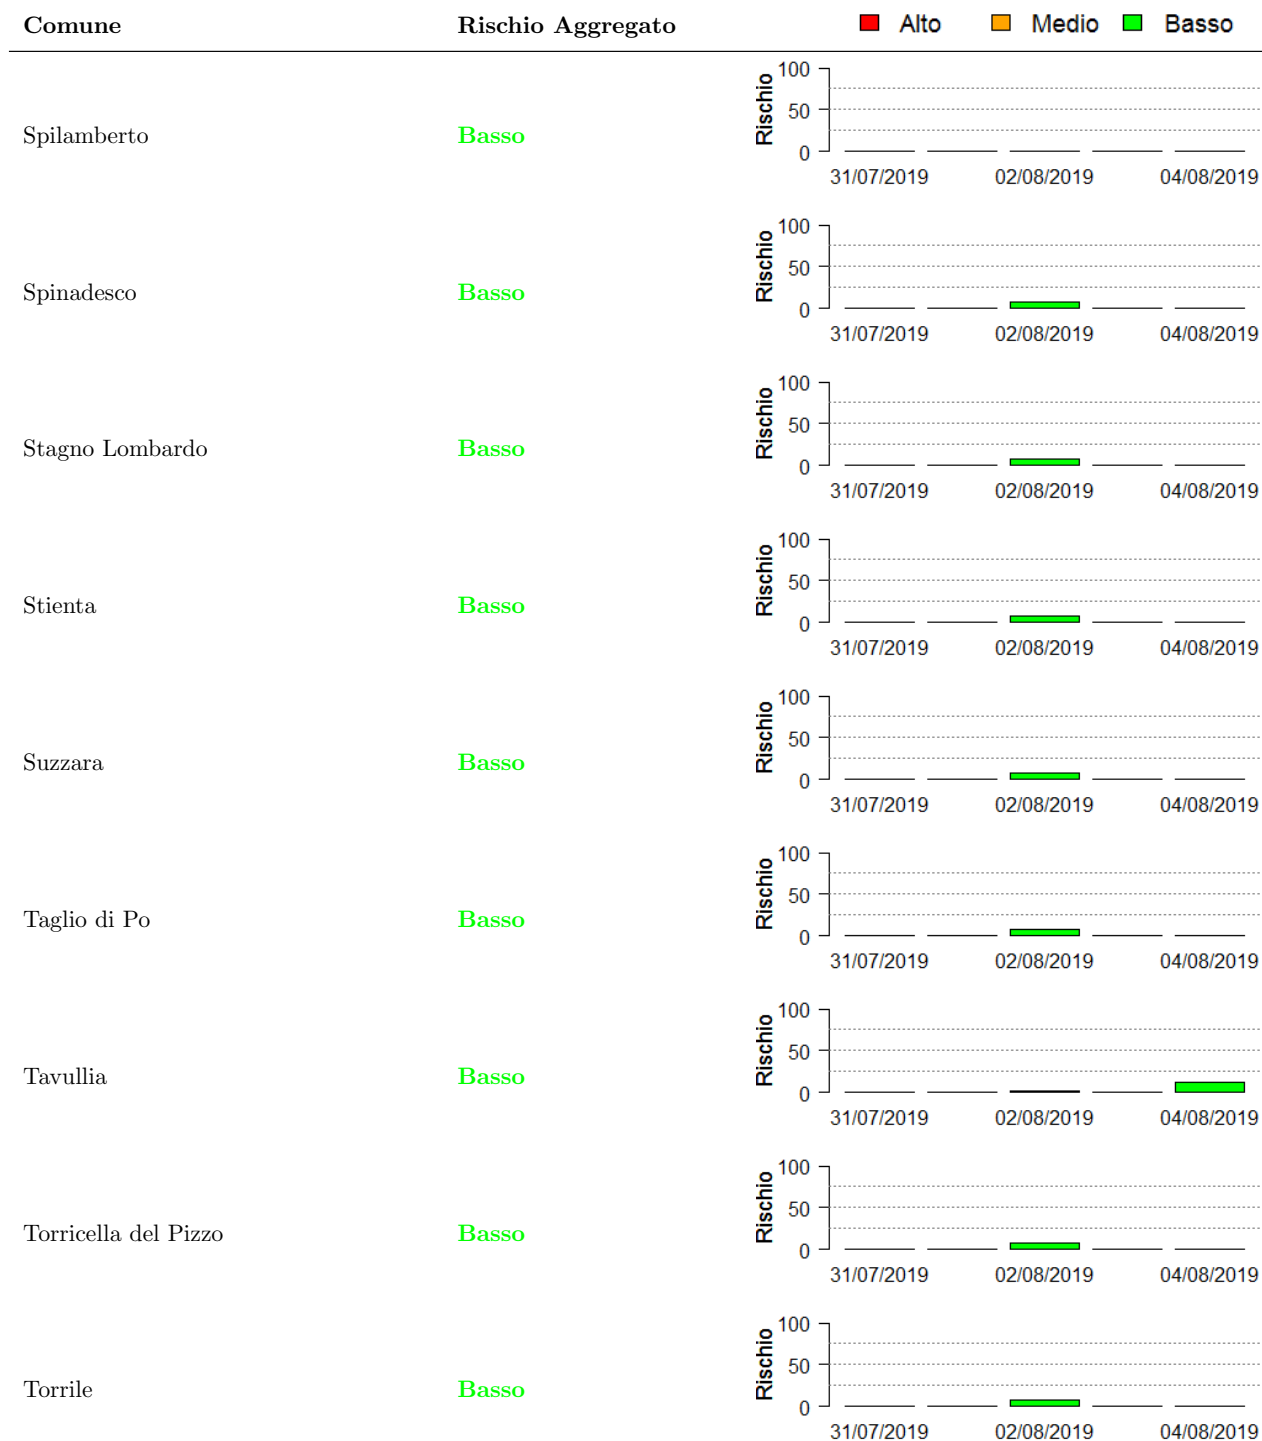 Comune Rischio Aggregato Alto Medio Basso
100
50
0
Rischio
Spilamberto Basso
31/07/2019 02/08/2019 04/08/2019
100
50
0
Rischio
Spinadesco Basso
31/07/2019 02/08/2019 04/08/2019
100
50
0
Rischio
Stagno Lombardo Basso
31/07/2019 02/08/2019 04/08/2019
100
50
0
Rischio
Stienta Basso
31/07/2019 02/08/2019 04/08/2019
100
50
0
Rischio
Suzzara Basso
31/07/2019 02/08/2019 04/08/2019
100
50
0
Rischio
Taglio di Po Basso
31/07/2019 02/08/2019 04/08/2019
100
50
0
Rischio
Tavullia Basso
31/07/2019 02/08/2019 04/08/2019
100
50
0
Rischio
Torricella del Pizzo Basso
31/07/2019 02/08/2019 04/08/2019
100
50
0
Rischio
Torrile Basso
31/07/2019 02/08/2019 04/08/2019